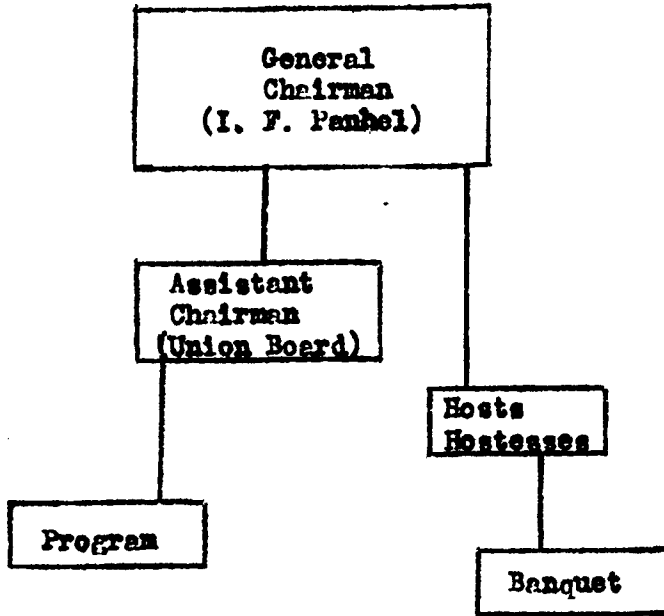 General
Chairman
(I. F. Panhel)
Assistant
Chairman
(Union Board)
Hosts
Hostesses
Program
Banquet